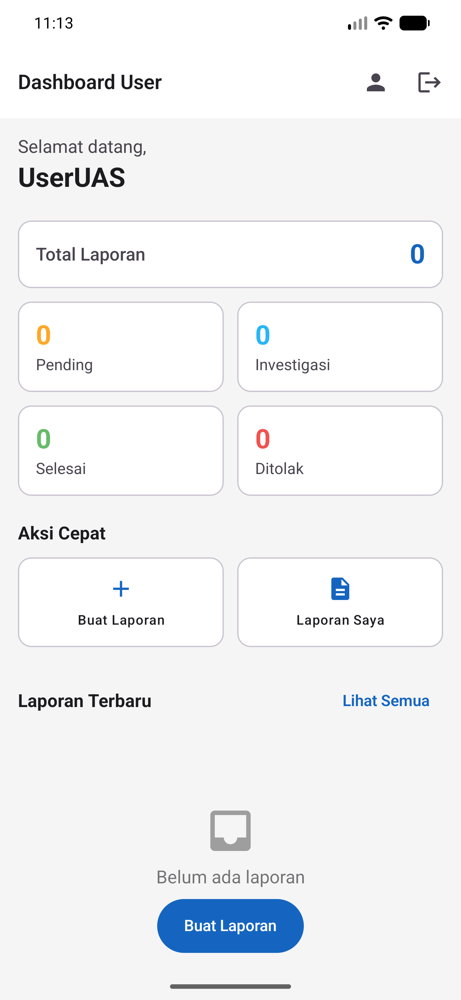 11:13
Dashboard User
Selamat datang,
UserUAS
Total Laporan
0
0
Pending
0
Investigasi
0
Selesai
0
Ditolak
Aksi Cepat
Buat Laporan
Laporan Saya
Laporan Terbaru
Lihat Semua
Belum ada laporan
Buat Laporan